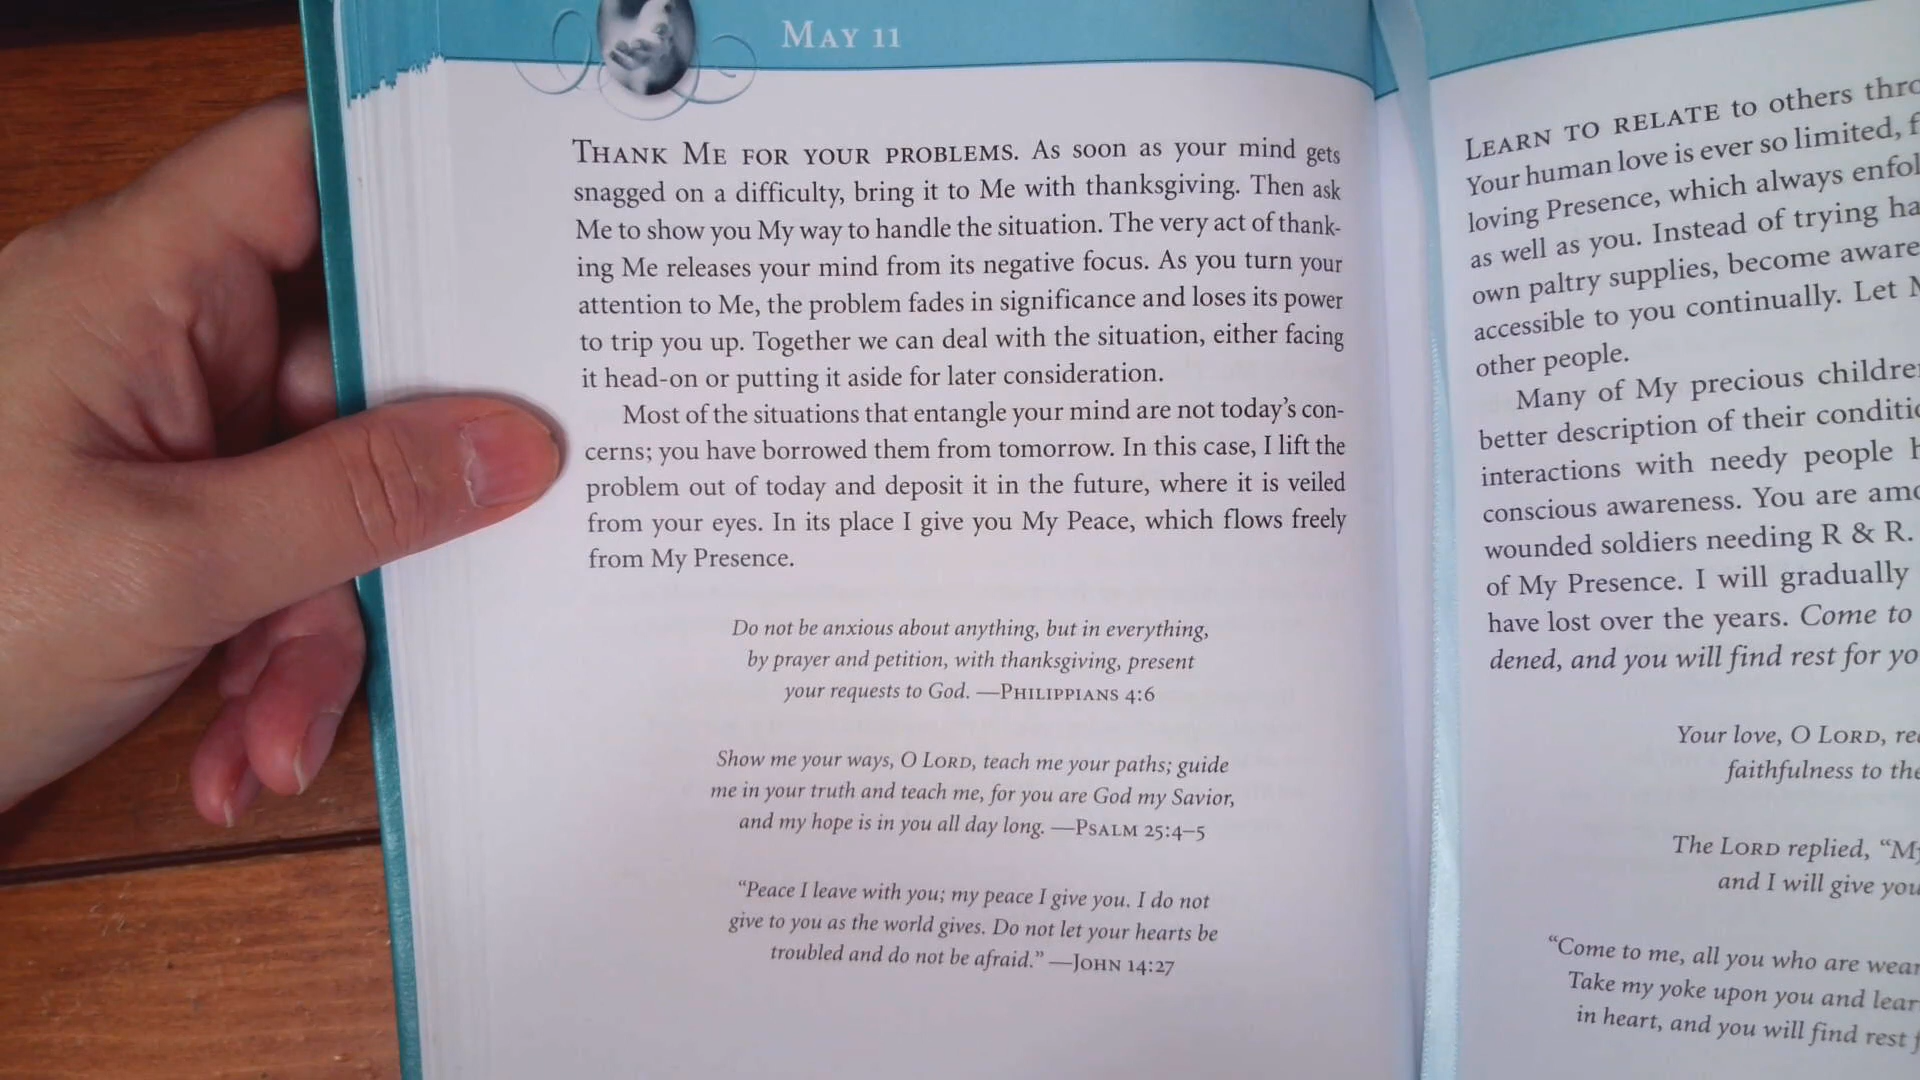 MAY 11
THANK ME FOR YOUR PROBLEMS. As soon as your mind gets
snagged on a difficulty, bring it to Me with thanksgiving. Then ask
Me to show you My way to handle the situation. The very act of thank-
ing Me releases your mind from its negative focus. As you turn your
attention to Me, the problem fades in significance and loses its power
to trip you up. Together we can deal with the situation, either facing
it head-on or putting it aside for later consideration.
Most of the situations that entangle your mind are not today's con-
cerns; you have borrowed them from tomorrow. In this case, I lift the
problem out of today and deposit it in the future, where it is veiled
from your eyes. In its place I give you My Peace, which flows freely
from My Presence.
Do not be anxious about anything, but in everything,
by prayer and petition, with thanksgiving, present
your requests to God. —PHILIPPIANS 4:6
Show me your ways, O LORD, teach me your paths; guide
me in your truth and teach me, for you are God my Savior,
and my hope is in you all day long. —PSALM 25:4–5
"Peace I leave with you; my peace I give you. I do not
give to you as the world gives. Do not let your hearts be
troubled and do not be afraid." —JOHN 14:27
LEARN TO RELATE to others
Your human love is ever so limited,
loving Presence, which always
as well as you. Instead of trying
own paltry supplies, become
accessible to you continually. Let
other people.
Many of My precious
better description of their
interactions with needy people
conscious awareness. You are
wounded soldiers needing R & R.
of My Presence. I will gradually
have lost over the years. Come to
dened, and you will find rest for
Your love, O LORD,
faithfulness to
The LORD replied,
and I will give
"Come to me, all you who are
Take my yoke upon you and
in heart, and you will find rest